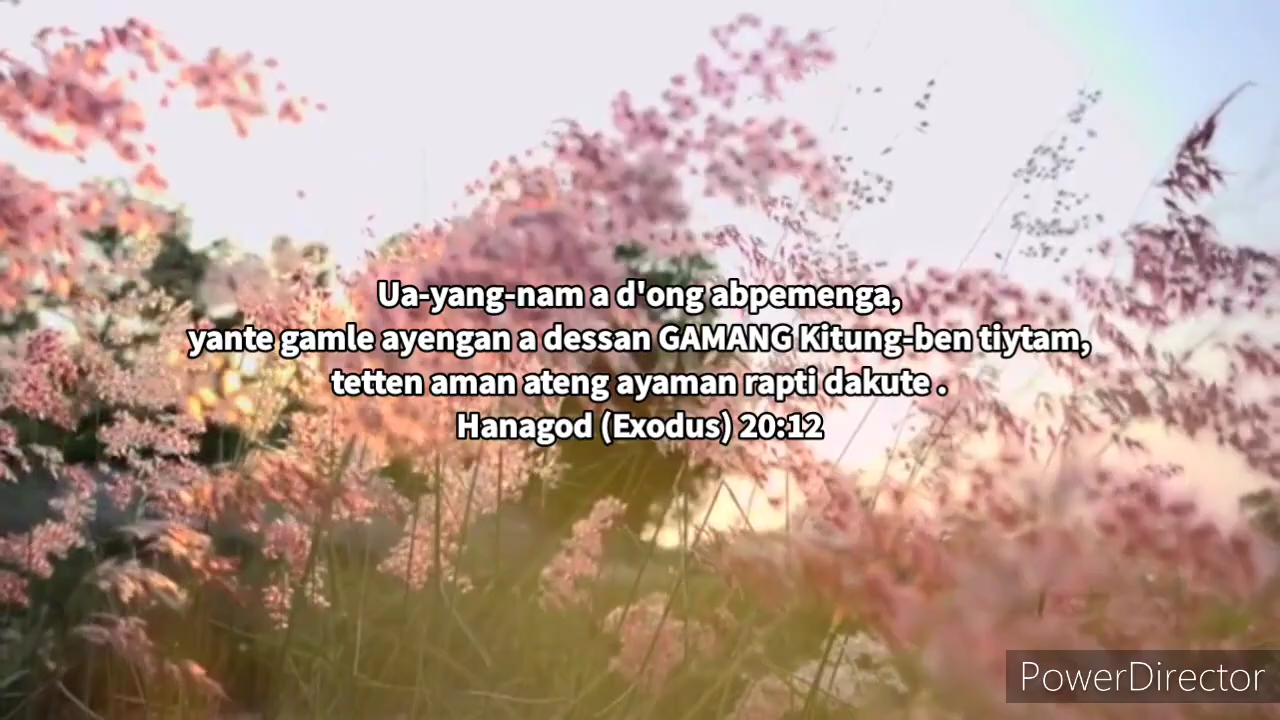 Ua-yang-nam a d'ong abpemenga,
yante gamle ayengan a dessan GAMANG Kitung-ben tiytam,
tetten aman ateng ayaman rapti dakute .
Hanagod (Exodus) 20:12
PowerDirector